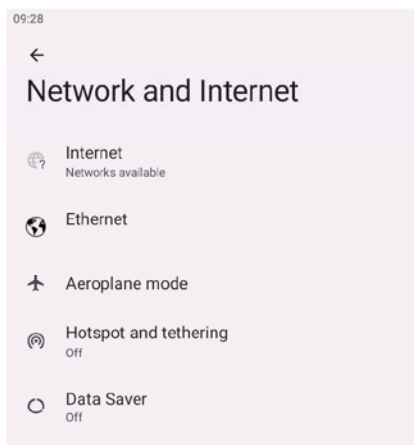 09:28
Network and Internet
Internet
Networks available
Ethernet
Aeroplane mode
Hotspot and tethering
Off
Data Saver
Off